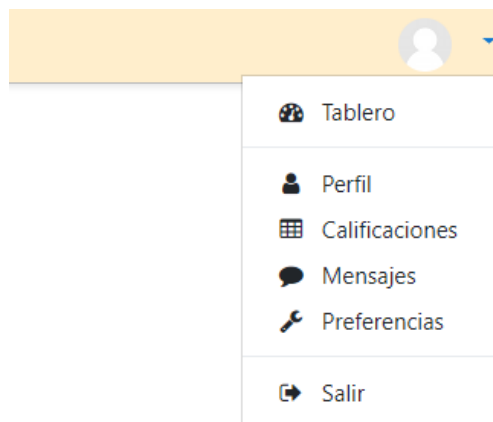 Tablero
Perfil
Calificaciones
Mensajes
Preferencias
Salir